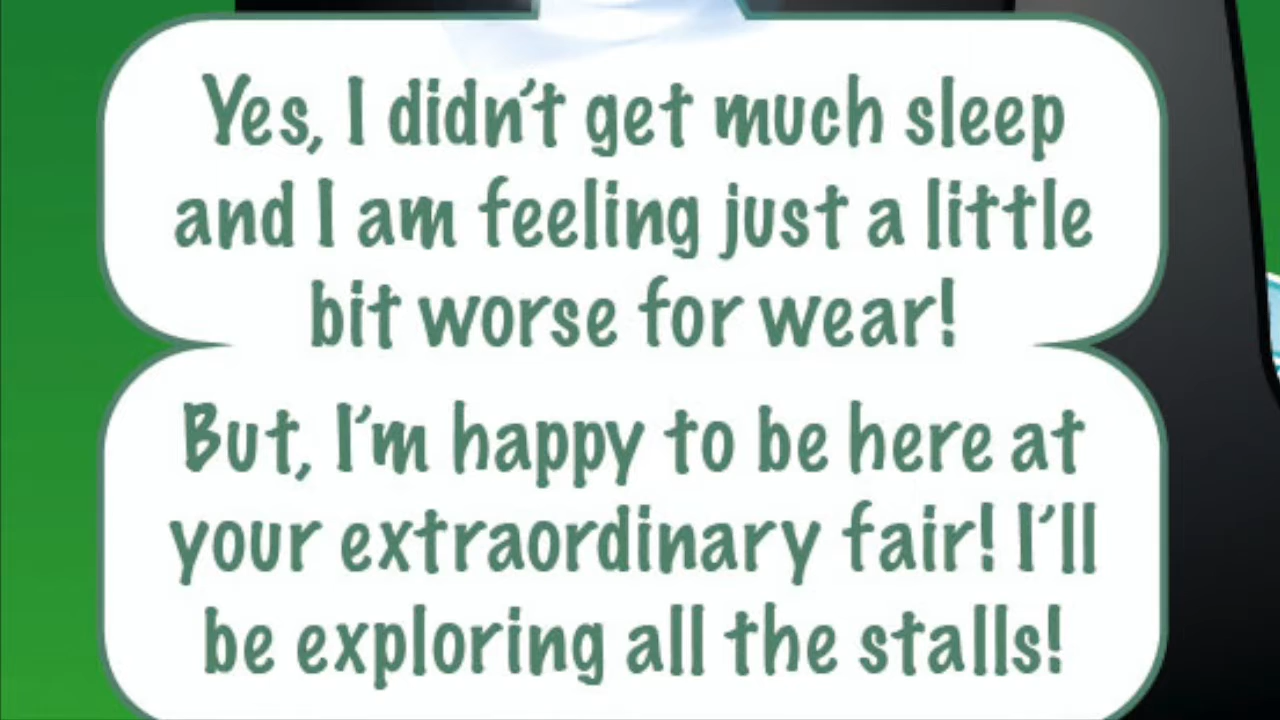 Yes, I didn't get much sleep
and I am feeling just a little
bit worse for wear!
But, I'm happy to be here at
your extraordinary fair! I'll
be exploring all the stalls!